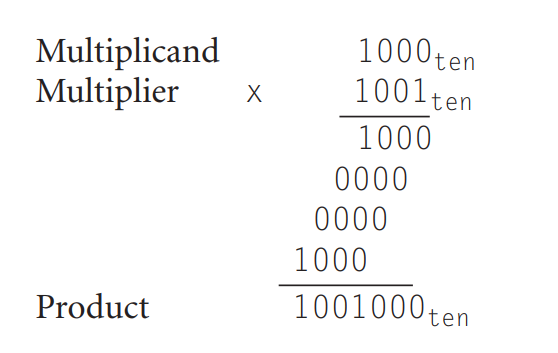 Multiplicand 1000ten
Multiplier x 1001ten
1000
0000
0000
1000
Product 1001000ten